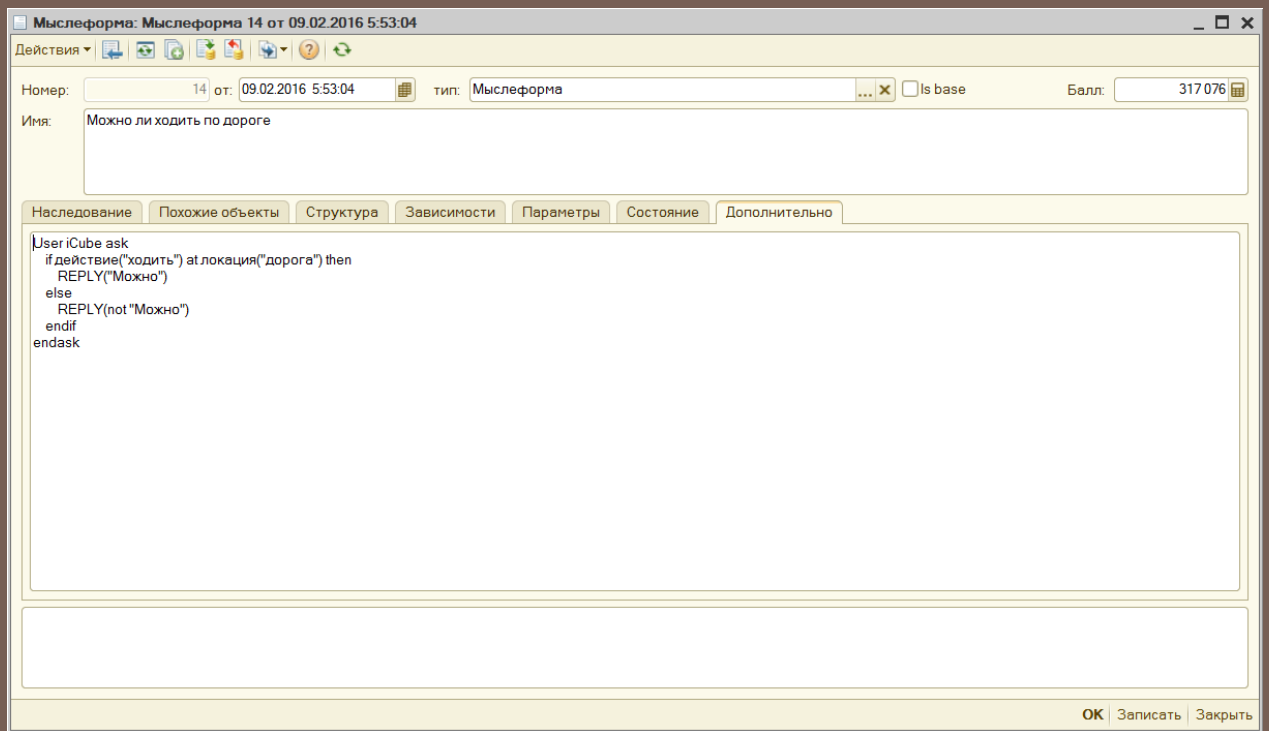 Мыслеформа: Мыслеформа 14 от 09.02.2016 5:53:04
Действия
Номер: 14 от: 09.02.2016 5:53:04 тип: Мыслеформа ... Is base Балл: 317 076
Имя: Можно ли ходить по дороге
Наследование Похожие объекты Структура Зависимости Параметры Состояние Дополнительно
User iCube ask
if действие("ходить") at локация("дорога") then
REPLY("Можно")
else
REPLY(not "Можно")
endif
endask
OK Записать Закрыть